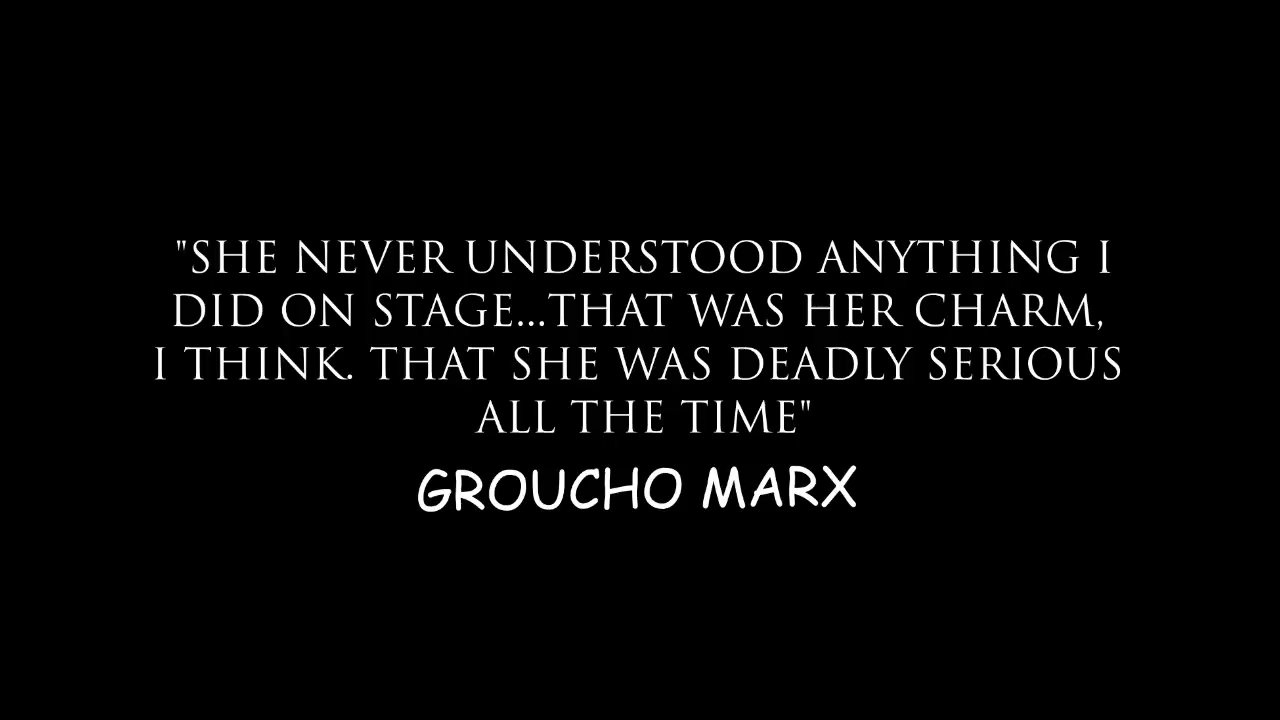 "SHE NEVER UNDERSTOOD ANYTHING I
DID ON STAGE...THAT WAS HER CHARM,
I THINK. THAT SHE WAS DEADLY SERIOUS
ALL THE TIME"
GROUCHO MARX